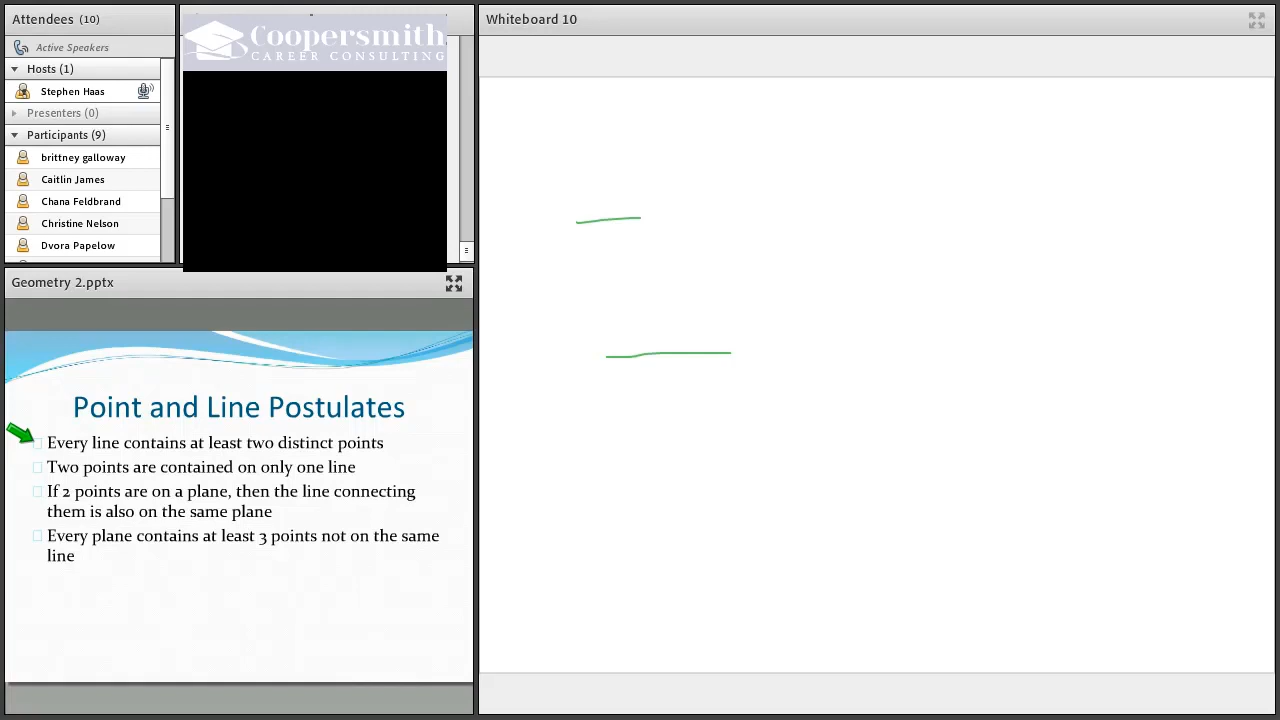 Attendees (10)
Active Speakers
Hosts (1)
Stephen Haas
Presenters (0)
Participants (9)
brittney galloway
Caitlin James
Chana Feldbrand
Christine Nelson
Dvora Papelow
Coopersmith
CAREER CONSULTING
Geometry 2.pptx
Point and Line Postulates
Every line contains at least two distinct points
Two points are contained on only one line
If 2 points are on a plane, then the line connecting
them is also on the same plane
Every plane contains at least 3 points not on the same
line
Whiteboard 10